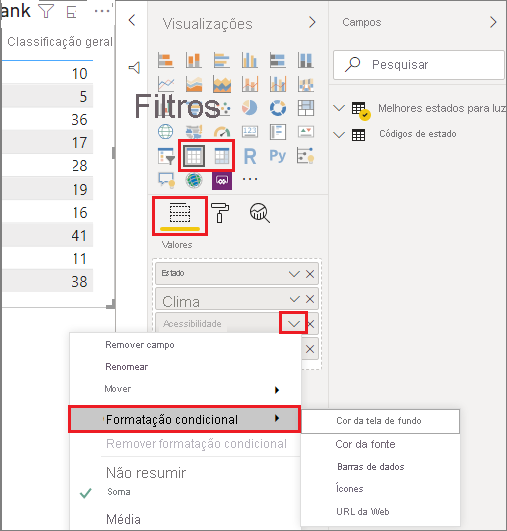 ank
Classificação geral
10
5
36
17
28
19
16
41
11
38
Visualizações
Filtros
123
R
Py
Valores
Estado
Clima
Acessibilidade
Campos
Pesquisar
Melhores estados para luz
Códigos de estado
Remover campo
Renomear
Mover
Formatação condicional
Remover formatação condicional
Não resumir
Soma
Média
Cor da tela de fundo
Cor da fonte
Barras de dados
Ícones
URL da Web